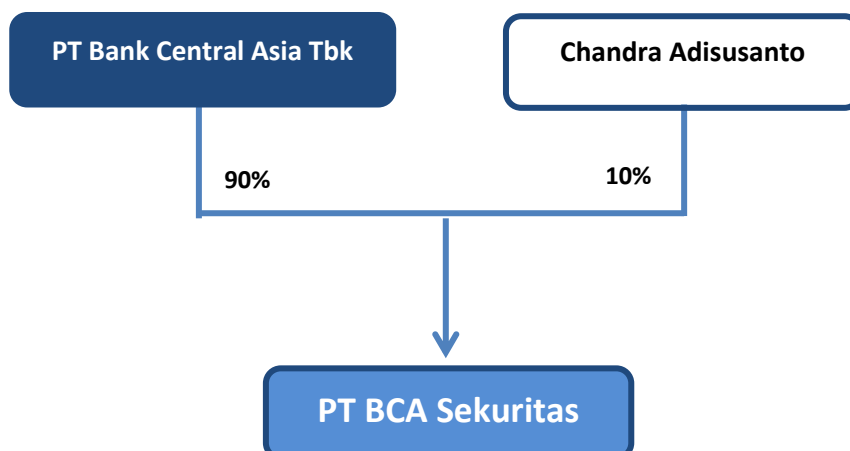 PT Bank Central Asia Tbk
Chandra Adisusanto
90%
10%
PT BCA Sekuritas